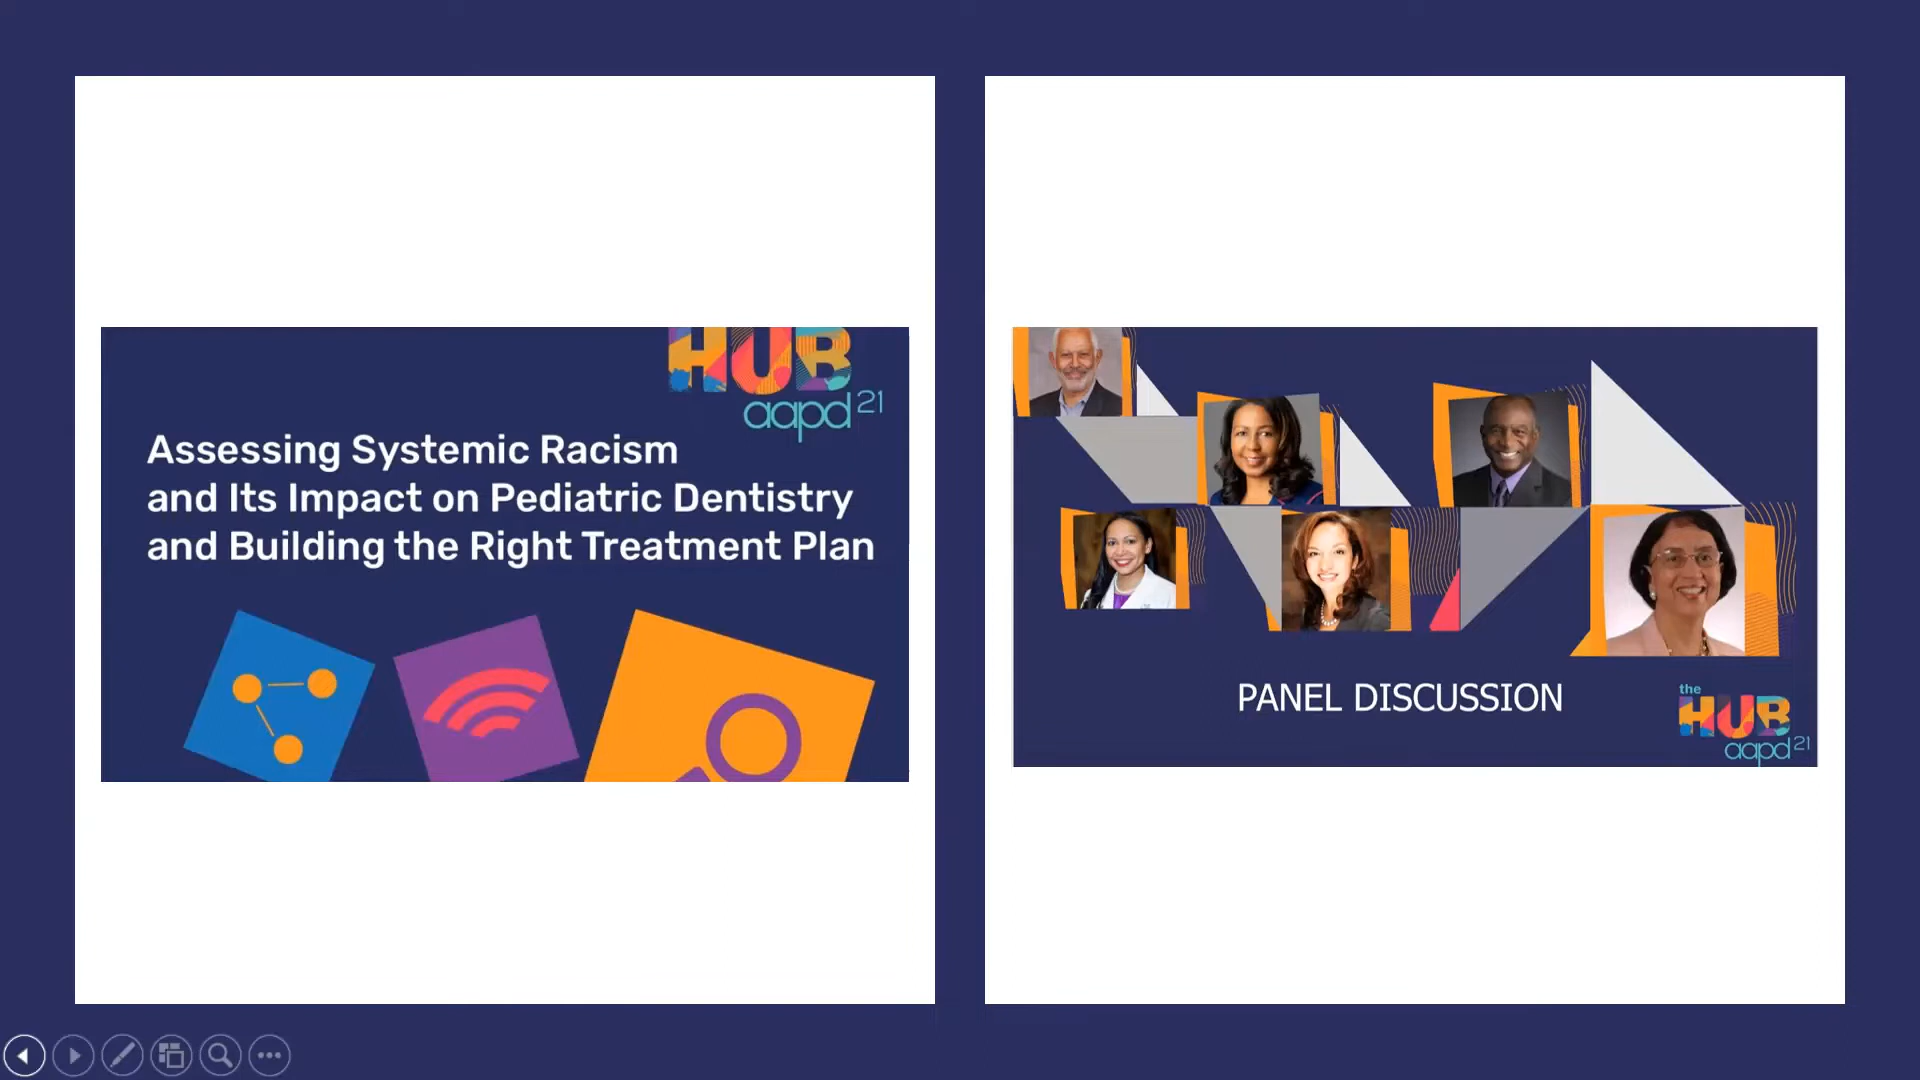 HUB
aapd 21
Assessing Systemic Racism
and Its Impact on Pediatric Dentistry
and Building the Right Treatment Plan
PANEL DISCUSSION
the
HUB
aapd 21